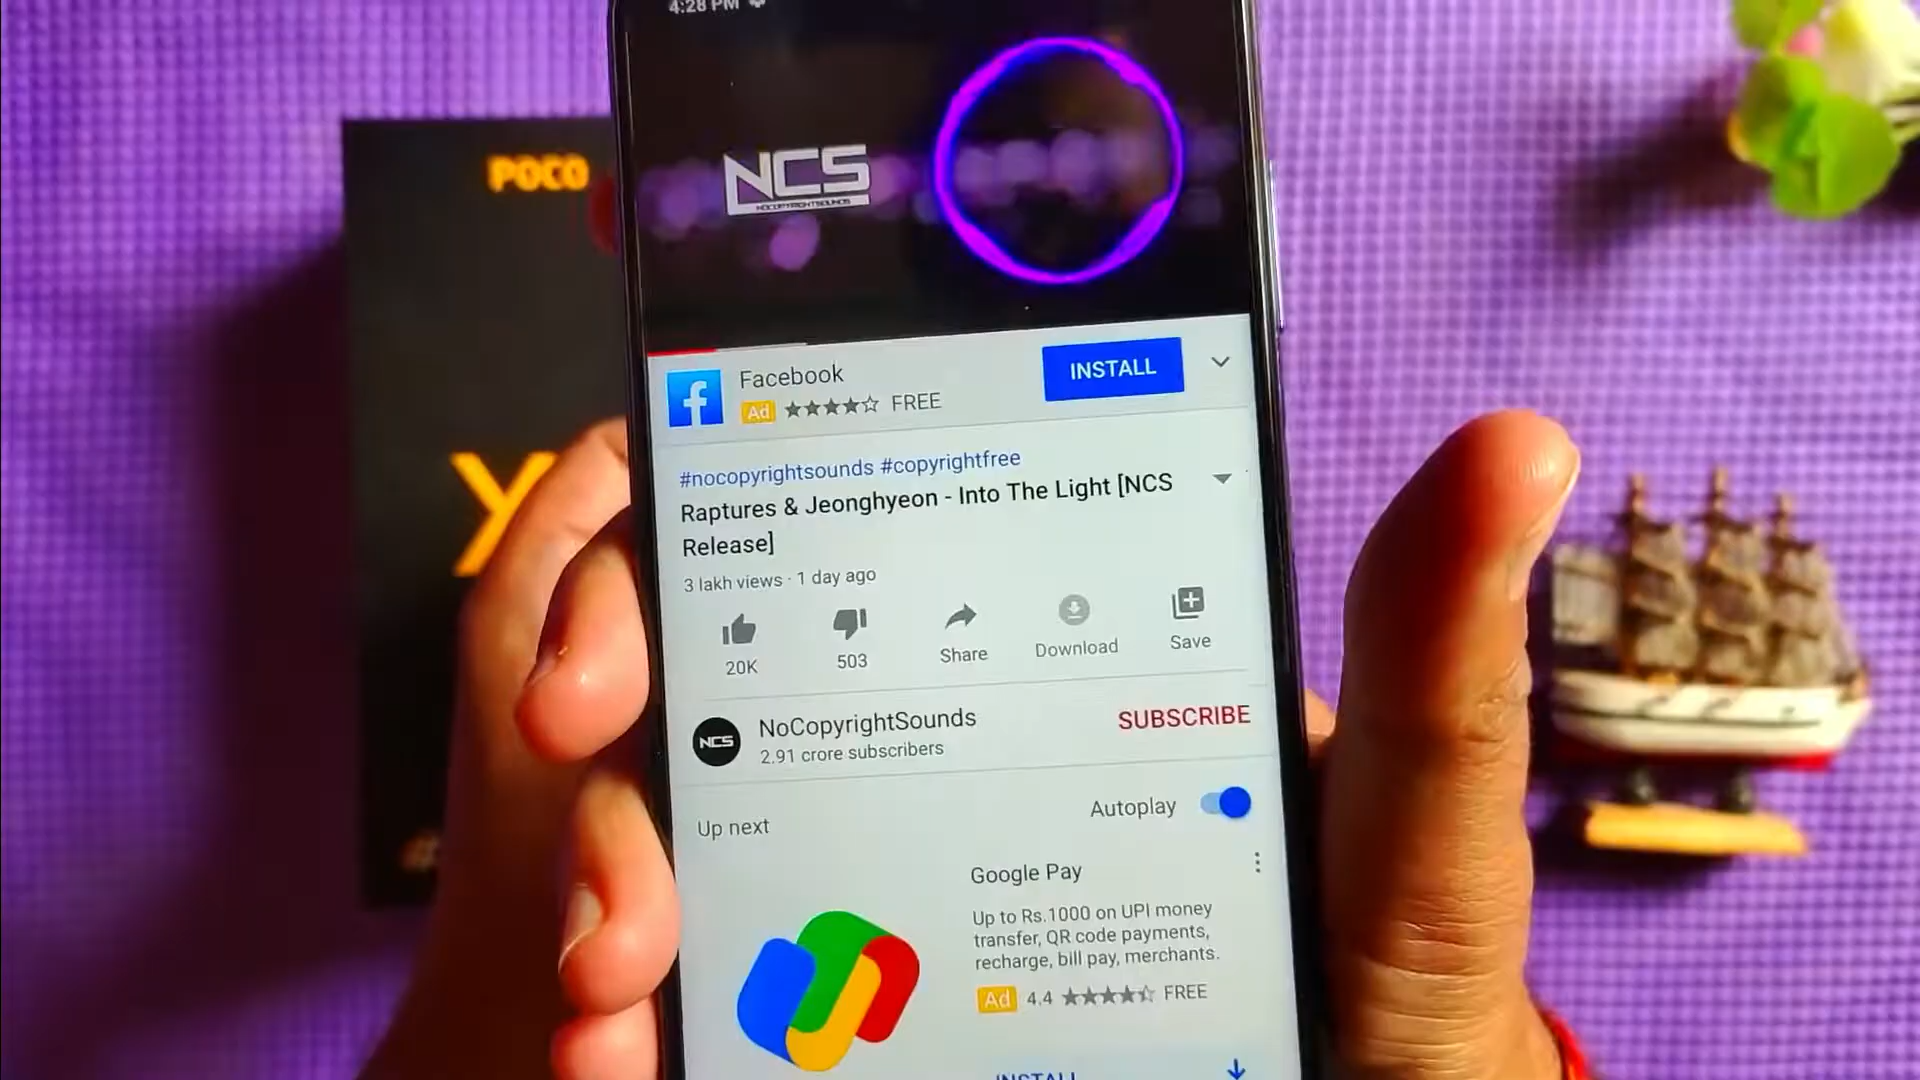 4:28 PM
POCO
X
NCS
NOCOPYRIGHTSOUNDS
Facebook
Ad FREE
INSTALL
#nocopyrightsounds #copyrightfree
Raptures & Jeonghyeon - Into The Light [NCS
Release]
3 lakh views · 1 day ago
20K
503
Share
Download
Save
NCS
NoCopyrightSounds
2.91 crore subscribers
SUBSCRIBE
Up next
Autoplay
Google Pay
Up to Rs.1000 on UPI money
transfer, QR code payments,
recharge, bill pay, merchants.
Ad 4.4 FREE
INSTALL